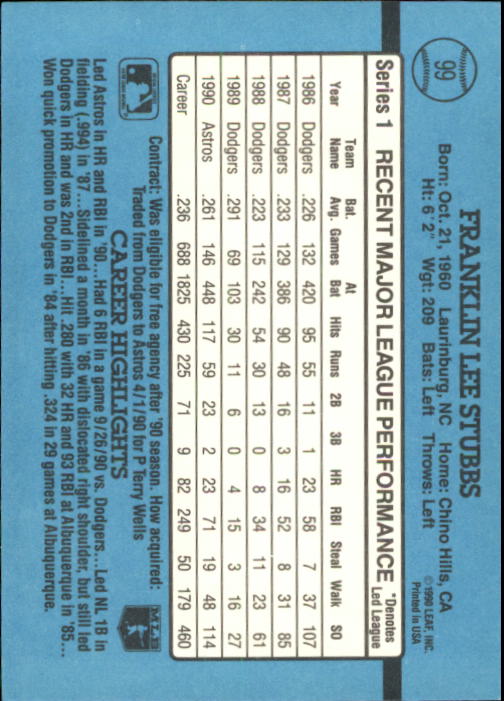 99
FRANKLIN LEE STUBBS
Born: Oct. 21, 1960 Laurinburg, NC Home: Chino Hills, CA
Ht: 6' 2" Wgt: 209 Bats: Left Throws: Left
© 1990 LEAF, INC.
Printed in USA
Series 1 RECENT MAJOR LEAGUE PERFORMANCE *Denotes Led League
Year Team Name Bat. Avg. Games At Bat Hits Runs 2B 3B HR RBI Steal Walk SO
1986 Dodgers .226 132 420 95 55 11 1 23 58 7 37 107
1987 Dodgers .233 129 386 90 48 16 3 16 52 8 31 85
1988 Dodgers .223 115 242 54 30 13 0 8 34 11 23 61
1989 Dodgers .291 69 103 30 11 6 0 4 15 3 16 27
1990 Astros .261 146 448 117 59 23 2 23 71 19 48 114
Career .236 688 1825 430 225 71 9 82 249 50 179 460
Contract: Was eligible for free agency after '90 season. How acquired:
Traded from Dodgers to Astros 4/1/90 for P Terry Wells
CAREER HIGHLIGHTS
MLB
Led Astros in HR and RBI in '90...Had 6 RBI in a game 9/26/90 vs. Dodgers...Led NL 1B in
fielding (.994) in '87...Sidelined a month in '86 with dislocated right shoulder, but still led
Dodgers in HR and was 2nd in RBI...Hit .280 with 32 HR and 93 RBI at Albuquerque in '85...
Won quick promotion to Dodgers in '84 after hitting .324 in 29 games at Albuquerque.